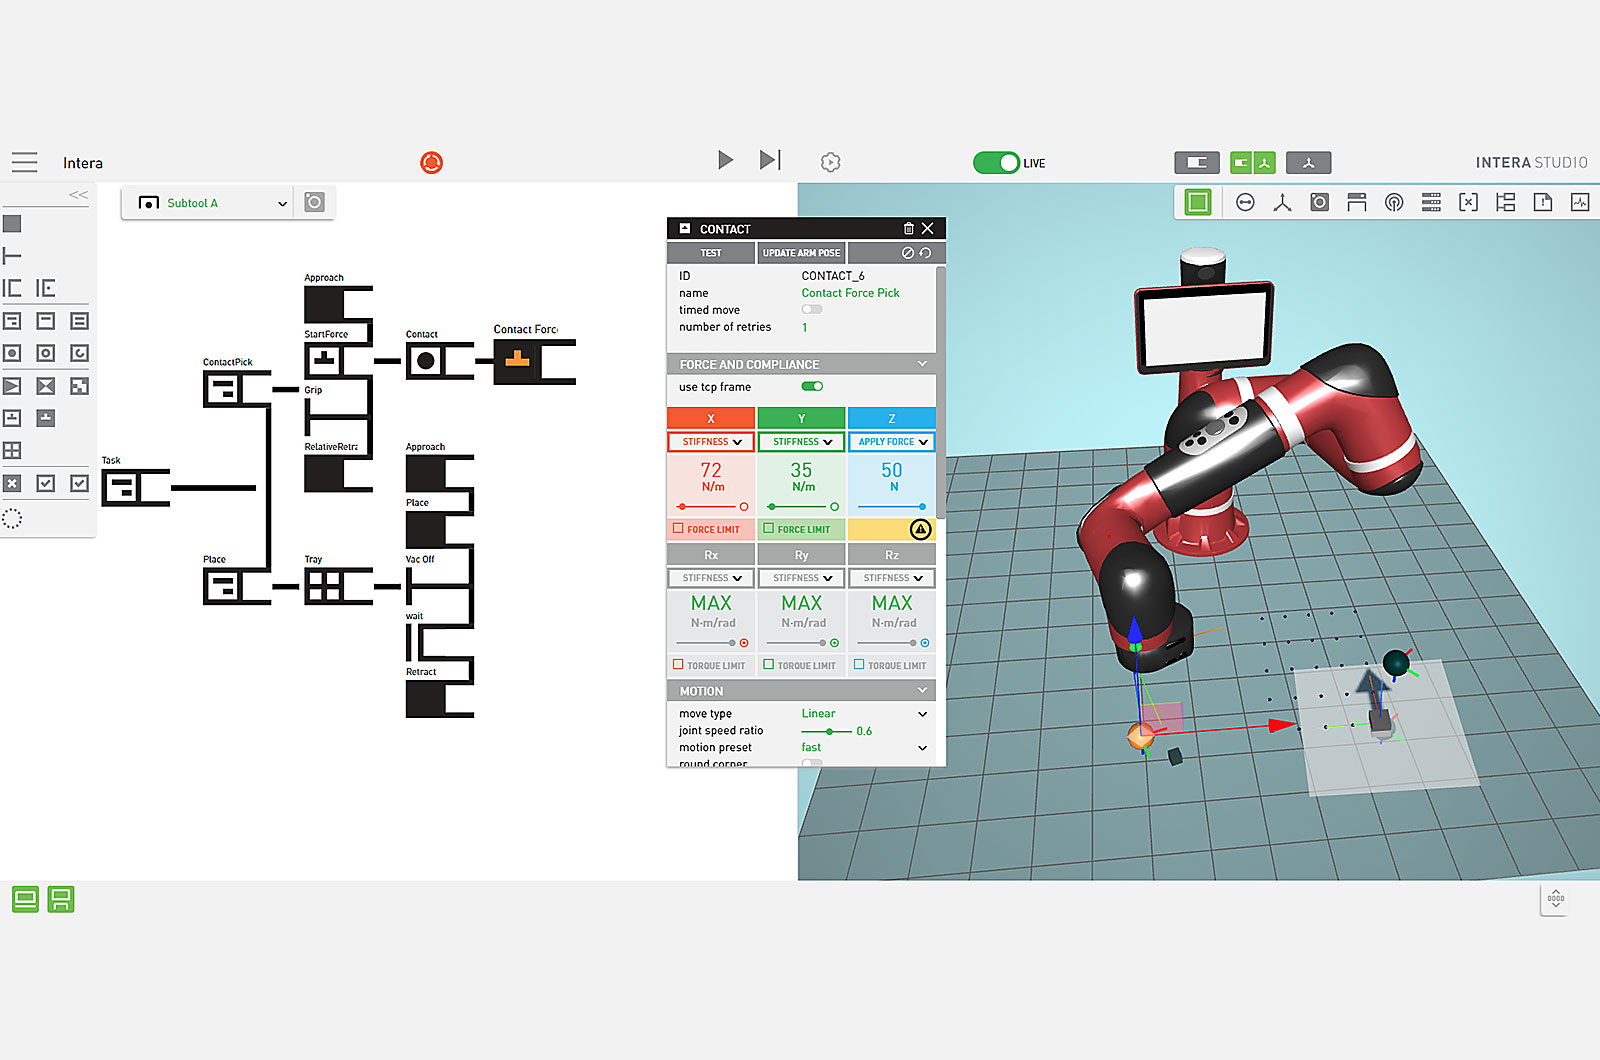 Intera
LIVE
INTERA STUDIO
<<
Subtool A
CONTACT
TEST
UPDATE ARM POSE
ID
CONTACT_6
name
Contact Force Pick
timed move
number of retries
1
FORCE AND COMPLIANCE
use tcp frame
X
Y
Z
STIFFNESS
STIFFNESS
APPLY FORCE
72
35
50
N/m
N/m
N
FORCE LIMIT
FORCE LIMIT
Rx
Ry
Rz
STIFFNESS
STIFFNESS
STIFFNESS
MAX
MAX
MAX
N·m/rad
N·m/rad
N·m/rad
TORQUE LIMIT
TORQUE LIMIT
TORQUE LIMIT
MOTION
move type
Linear
joint speed ratio
0.6
motion preset
fast
round corner
Approach
StartForce
Contact
Contact Forc
ContactPick
Grip
RelativeRetra
Approach
Task
Place
Place
Tray
Vac Off
wait
Retract